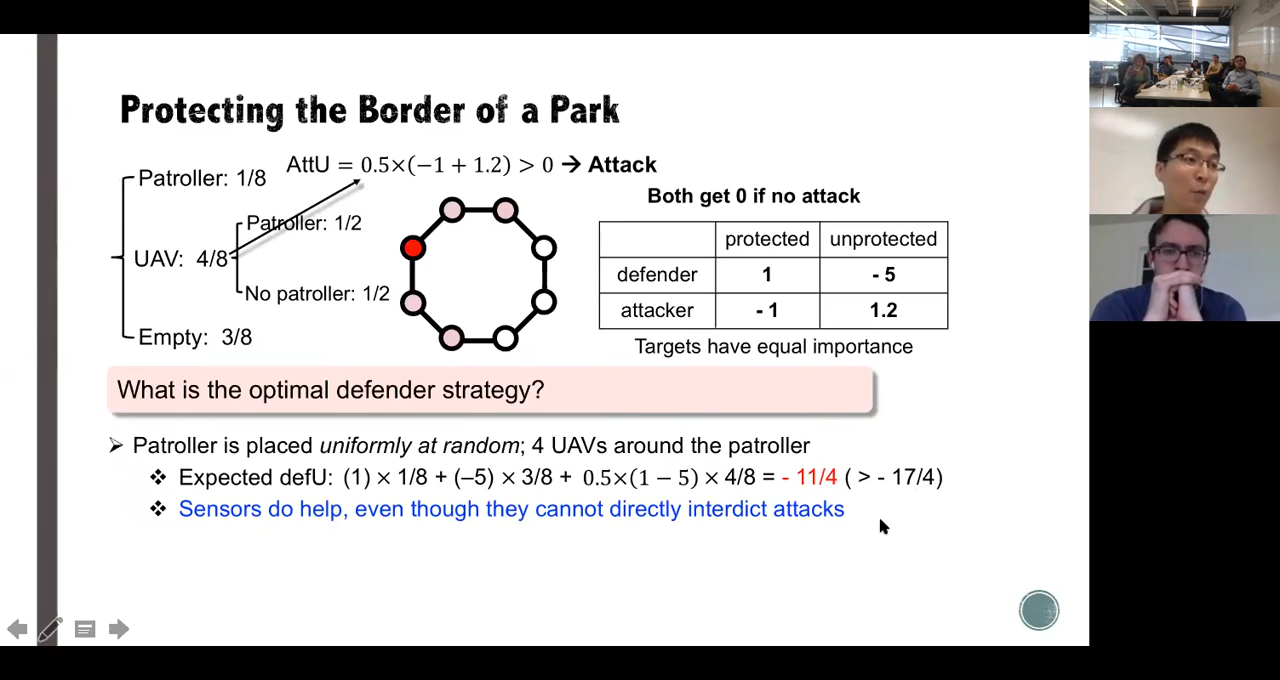 Protecting the Border of a Park
AttU = 0.5×(−1 + 1.2) > 0 ➔ Attack
Patroller: 1/8
Patroller: 1/2
UAV: 4/8
No patroller: 1/2
Empty: 3/8
Both get 0 if no attack
protected unprotected
defender 1 - 5
attacker - 1 1.2
Targets have equal importance
What is the optimal defender strategy?
➢ Patroller is placed uniformly at random; 4 UAVs around the patroller
❖ Expected defU: (1) × 1/8 + (–5) × 3/8 + 0.5×(1 − 5) × 4/8 = - 11/4 ( > - 17/4)
❖ Sensors do help, even though they cannot directly interdict attacks